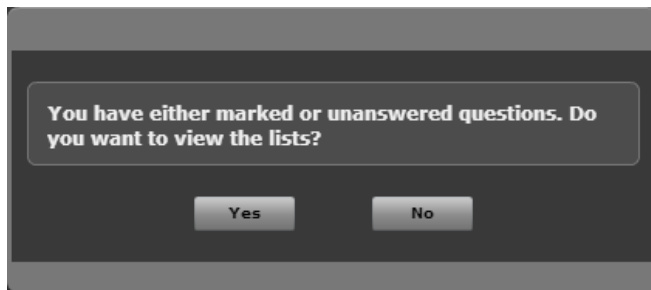 You have either marked or unanswered questions. Do
you want to view the lists?
Yes No